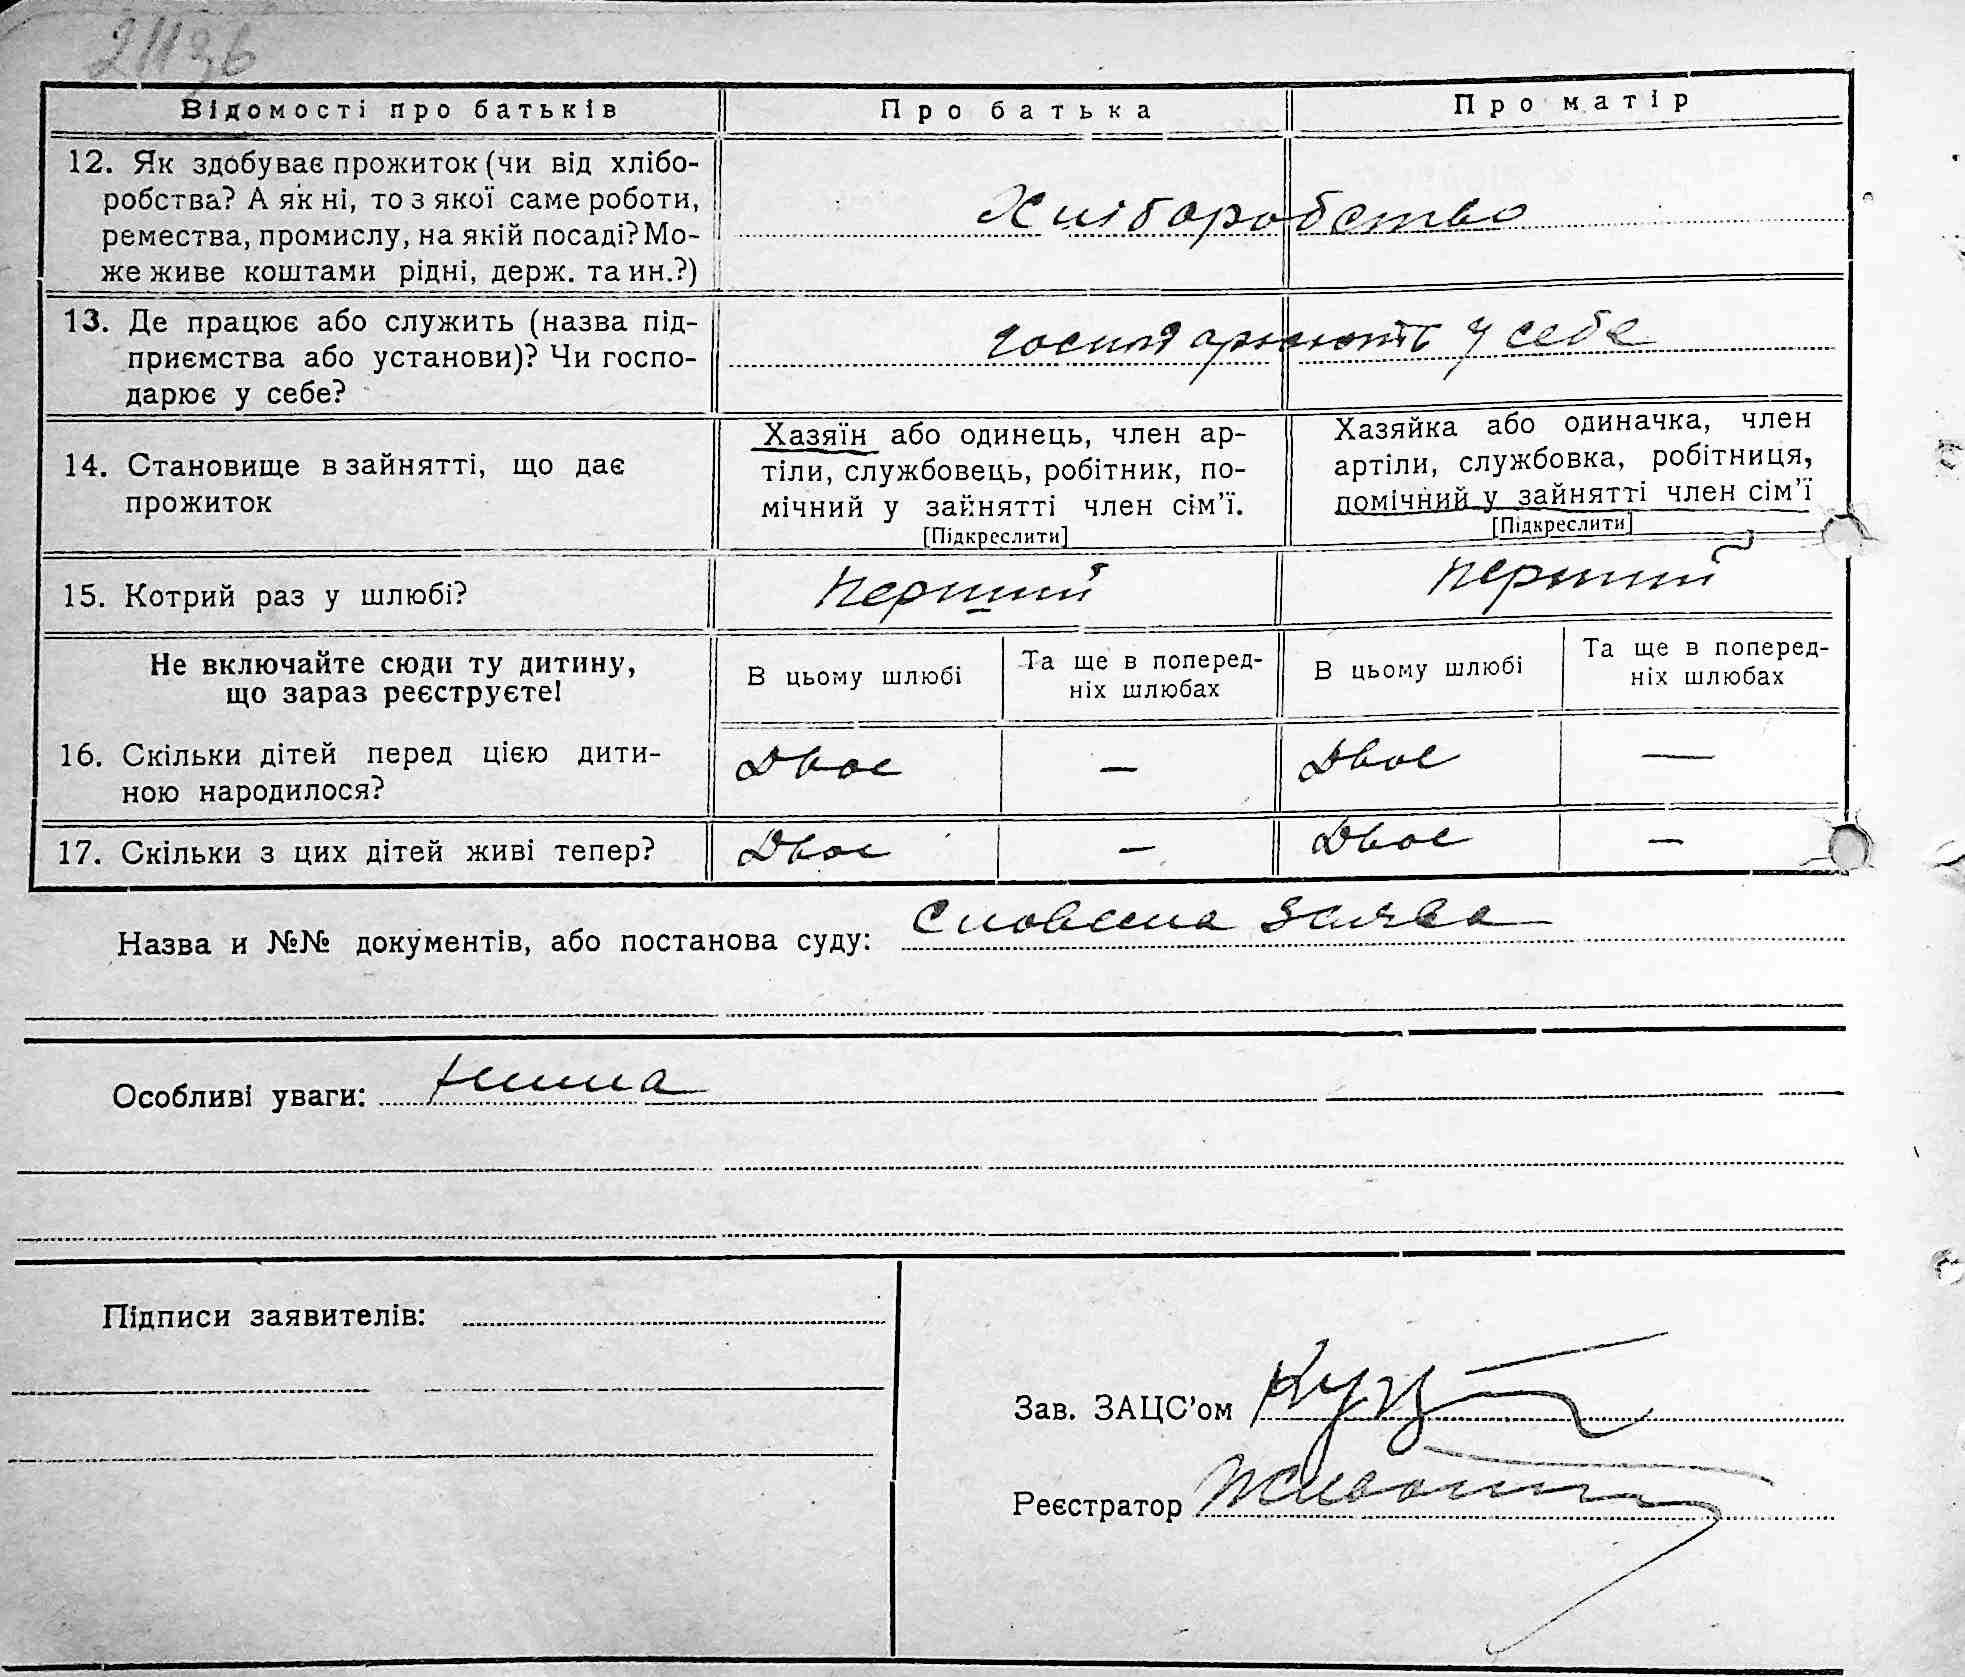 Відомості про батьків Про батька Про матір
12. Як здобуває прожиток (чи від хлібо-
робства? А як ні, то з якої саме роботи,
ремества, промислу, на якій посаді? Мо-
же живе коштами рідні, держ. та ин.?)
Хліборобство
13. Де працює або служить (назва під-
приємства або установи)? Чи госпо-
дарює у себе?
господарюють у себе
14. Становище в зайнятті, що дає
прожиток
Хазяїн або одинець, член ар-
тіли, службовець, робітник, по-
мічний у зайнятті член сім'ї.
[Підкреслити]
Хазяйка або одиначка, член
артіли, службовка, робітниця,
помічний у зайнятті член сім'ї
[Підкреслити]
15. Котрий раз у шлюбі? перший перший
Не включайте сюди ту дитину,
що зараз реєструєте!
В цьому шлюбі
Та ще в поперед-
ніх шлюбах
В цьому шлюбі
Та ще в поперед-
ніх шлюбах
16. Скільки дітей перед цією дити-
ною народилося?
Двоє — Двоє —
17. Скільки з цих дітей живі тепер? Двоє — Двоє —
Назва и №№ документів, або постанова суду: Словесна заява
Особливі уваги: нема
Підписи заявителів:
Зав. ЗАЦС'ом
Реєстратор